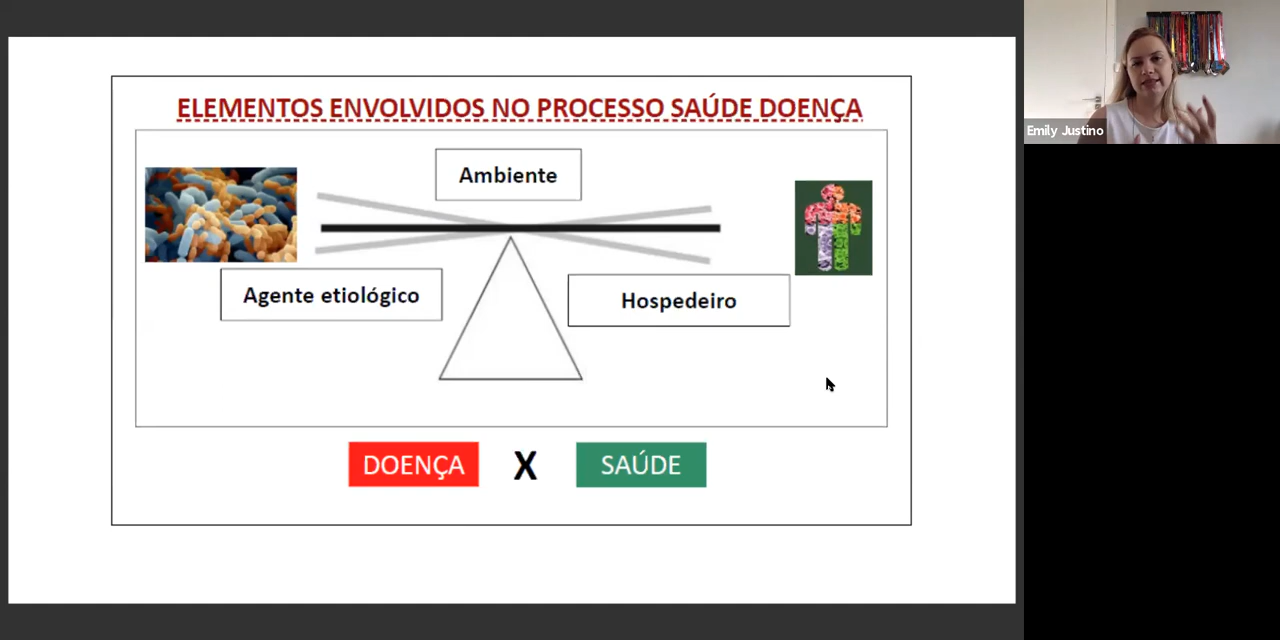 ELEMENTOS ENVOLVIDOS NO PROCESSO SAÚDE DOENÇA
Ambiente
Agente etiológico
Hospedeiro
DOENÇA X SAÚDE
Emily Justino